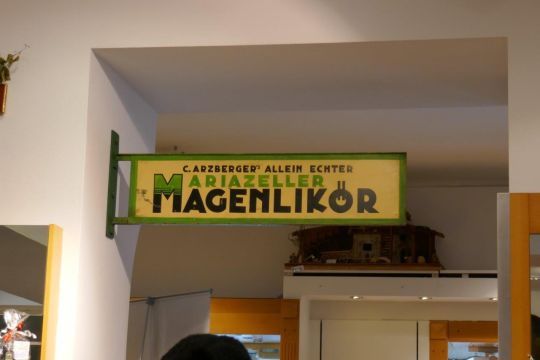 C. ARZBERGER'S ALLEIN ECHTER
MARIAZELLER
MAGENLIKÖR